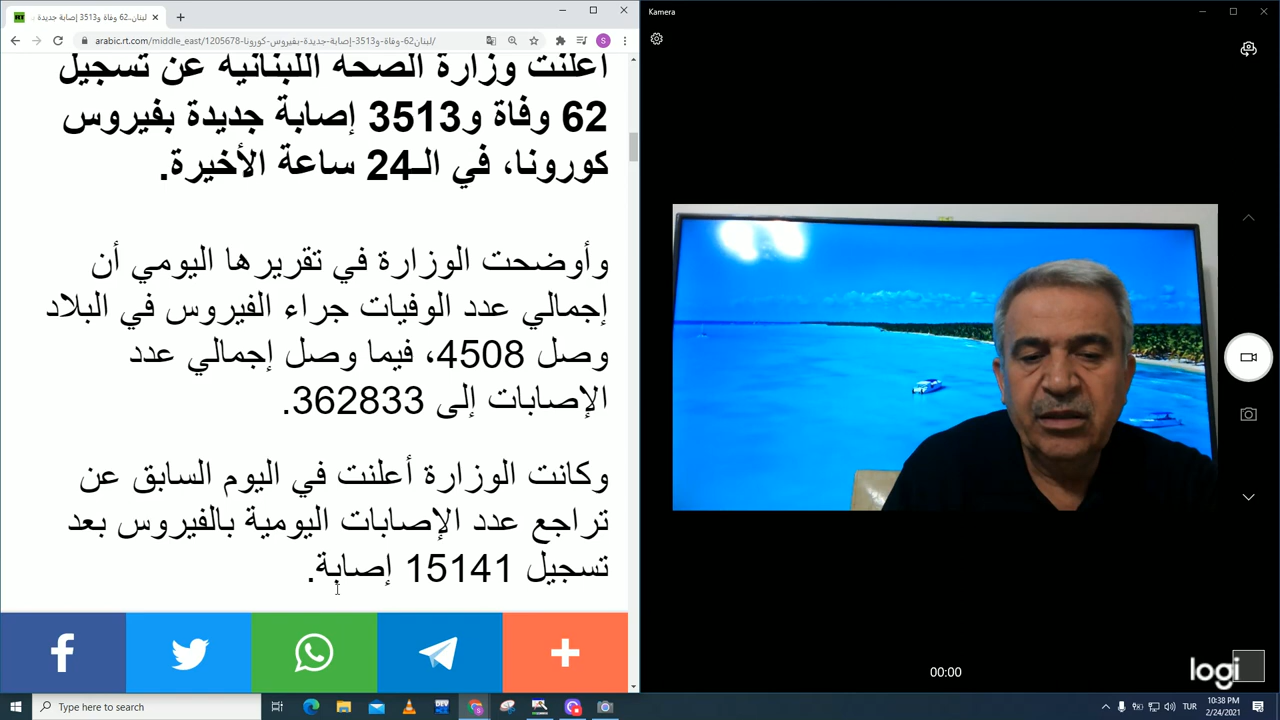 لبنان..62 وفاة و3513 إصابة جديدة
Kamera
arabic.rt.com/middle_east/1205678-لبنان62-وفاة-و3513-إصابة-جديدة-بفيروس-كورونا/
S
أعلنت وزارة الصحة اللبنانية عن تسجيل
62 وفاة و3513 إصابة جديدة بفيروس
كورونا، في الـ24 ساعة الأخيرة.
وأوضحت الوزارة في تقريرها اليومي أن
إجمالي عدد الوفيات جراء الفيروس في البلاد
وصل 4508، فيما وصل إجمالي عدد
الإصابات إلى 362833.
وكانت الوزارة أعلنت في اليوم السابق عن
تراجع عدد الإصابات اليومية بالفيروس بعد
تسجيل 15141 إصابة.
00:00
logi
Type here to search
TUR
10:38 PM
2/24/2021